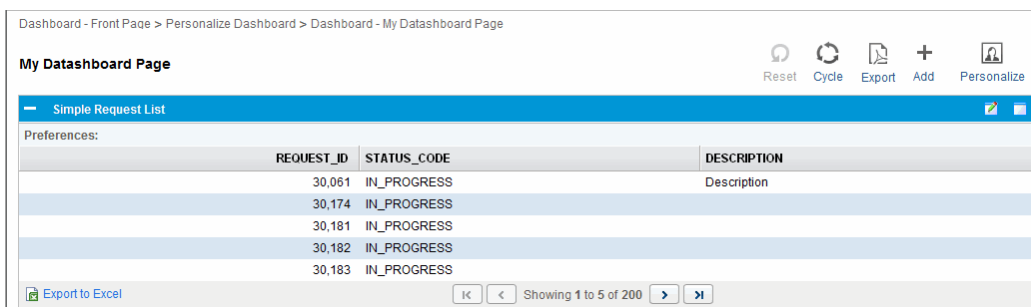 Dashboard - Front Page > Personalize Dashboard > Dashboard - My Datashboard Page
My Datashboard Page
Reset Cycle Export Add Personalize
Simple Request List
Preferences:
REQUEST_ID STATUS_CODE DESCRIPTION
30,061 IN_PROGRESS Description
30,174 IN_PROGRESS
30,181 IN_PROGRESS
30,182 IN_PROGRESS
30,183 IN_PROGRESS
Export to Excel Showing 1 to 5 of 200